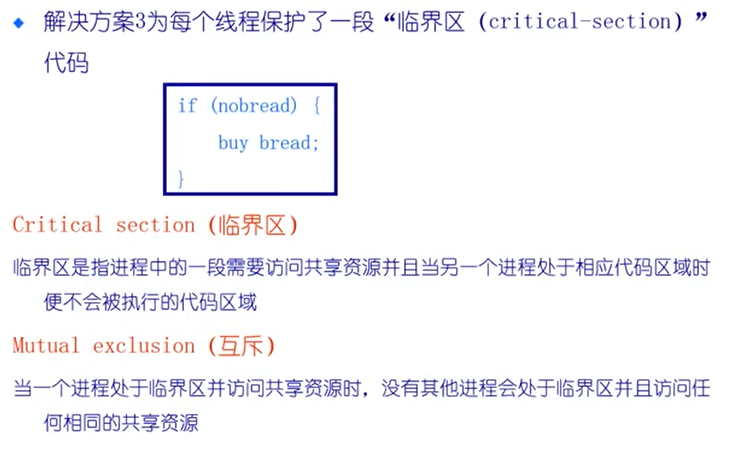 解决方案3为每个线程保护了一段“临界区（critical-section）”
代码
if (nobread) {
buy bread;
}
Critical section (临界区)
临界区是指进程中的一段需要访问共享资源并且当另一个进程处于相应代码区域时
便不会被执行的代码区域
Mutual exclusion (互斥)
当一个进程处于临界区并访问共享资源时，没有其他进程会处于临界区并且访问任
何相同的共享资源